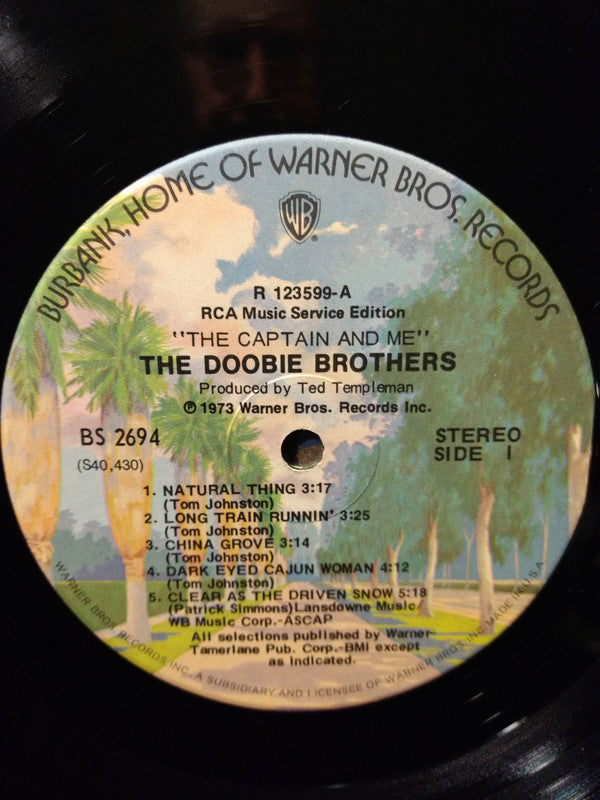 BURBANK, HOME OF WARNER BROS. RECORDS
WB
®
R 123599-A
RCA Music Service Edition
"THE CAPTAIN AND ME"
THE DOOBIE BROTHERS
Produced by Ted Templeman
℗ 1973 Warner Bros. Records Inc.
BS 2694
(S40,430)
STEREO
SIDE 1
1. NATURAL THING 3:17
(Tom Johnston)
2. LONG TRAIN RUNNIN' 3:25
(Tom Johnston)
3. CHINA GROVE 3:14
(Tom Johnston)
4. DARK EYED CAJUN WOMAN 4:12
(Tom Johnston)
5. CLEAR AS THE DRIVEN SNOW 5:18
(Patrick Simmons)Lansdowne Music/
WB Music Corp.-ASCAP
All selections published by Warner-
Tamerlane Pub. Corp.-BMI except
as indicated.
WARNER BROS. RECORDS INC., A SUBSIDIARY AND LICENSEE OF WARNER BROS. INC. MADE IN U.S.A.